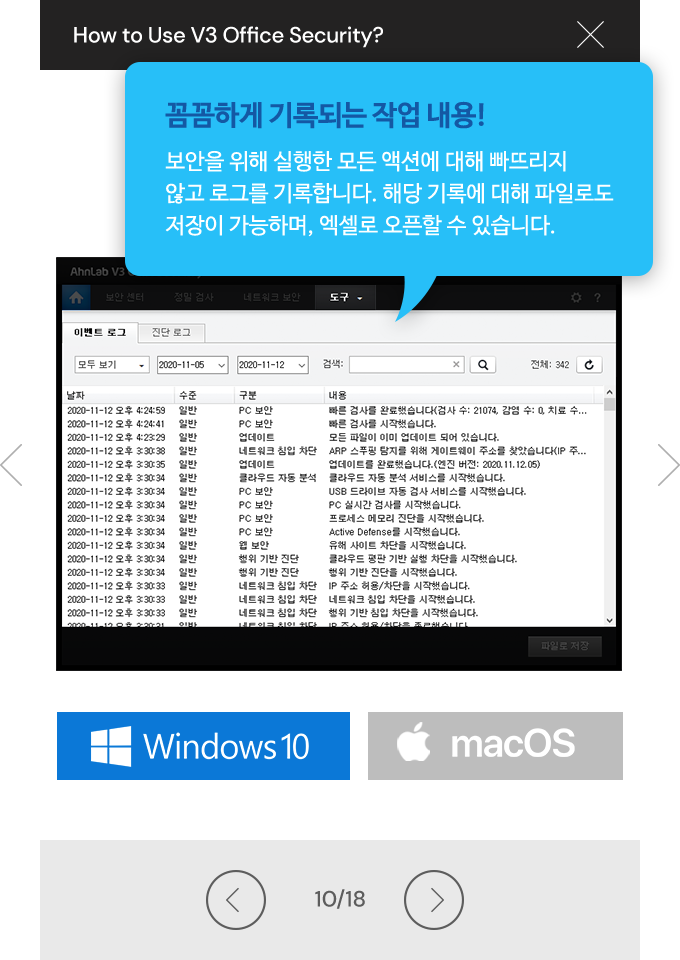 How to Use V3 Office Security?
꼼꼼하게 기록되는 작업 내용!
보안을 위해 실행한 모든 액션에 대해 빠뜨리지
않고 로그를 기록합니다. 해당 기록에 대해 파일로도
저장이 가능하며, 엑셀로 오픈할 수 있습니다.
AhnLab V3
보안 센터 정밀 검사 네트워크 보안 도구 ?
이벤트 로그 진단 로그
모두 보기 2020-11-05 2020-11-12 검색: 전체: 342
날짜 수준 구분 내용
2020-11-12 오후 4:24:59 일반 PC 보안 빠른 검사를 완료했습니다(검사 수: 21074, 감염 수: 0, 치료 수...
2020-11-12 오후 4:24:41 일반 PC 보안 빠른 검사를 시작했습니다.
2020-11-12 오후 4:23:29 일반 업데이트 모든 파일이 이미 업데이트 되어 있습니다.
2020-11-12 오후 3:30:38 일반 네트워크 침입 차단 ARP 스푸핑 탐지를 위해 게이트웨이 주소를 찾았습니다(IP 주...
2020-11-12 오후 3:30:35 일반 업데이트 업데이트를 완료했습니다.(엔진 버전: 2020.11.12.05)
2020-11-12 오후 3:30:34 일반 클라우드 자동 분석 클라우드 자동 분석 서비스를 시작했습니다.
2020-11-12 오후 3:30:34 일반 PC 보안 USB 드라이브 자동 검사 서비스를 시작했습니다.
2020-11-12 오후 3:30:34 일반 PC 보안 PC 실시간 검사를 시작했습니다.
2020-11-12 오후 3:30:34 일반 PC 보안 프로세스 메모리 진단을 시작했습니다.
2020-11-12 오후 3:30:34 일반 PC 보안 Active Defense를 시작했습니다.
2020-11-12 오후 3:30:34 일반 웹 보안 유해 사이트 차단을 시작했습니다.
2020-11-12 오후 3:30:34 일반 행위 기반 진단 클라우드 평판 기반 실행 차단을 시작했습니다.
2020-11-12 오후 3:30:34 일반 행위 기반 진단 행위 기반 진단을 시작했습니다.
2020-11-12 오후 3:30:33 일반 네트워크 침입 차단 IP 주소 허용/차단을 시작했습니다.
2020-11-12 오후 3:30:33 일반 네트워크 침입 차단 네트워크 침입 차단을 시작했습니다.
2020-11-12 오후 3:30:33 일반 네트워크 침입 차단 행위 기반 침입 차단을 시작했습니다.
2020-11-12 오후 3:30:31 일반 네트워크 침입 차단 IP 주소 허용/차단을 종료했습니다.
파일로 저장
Windows 10 macOS
10/18